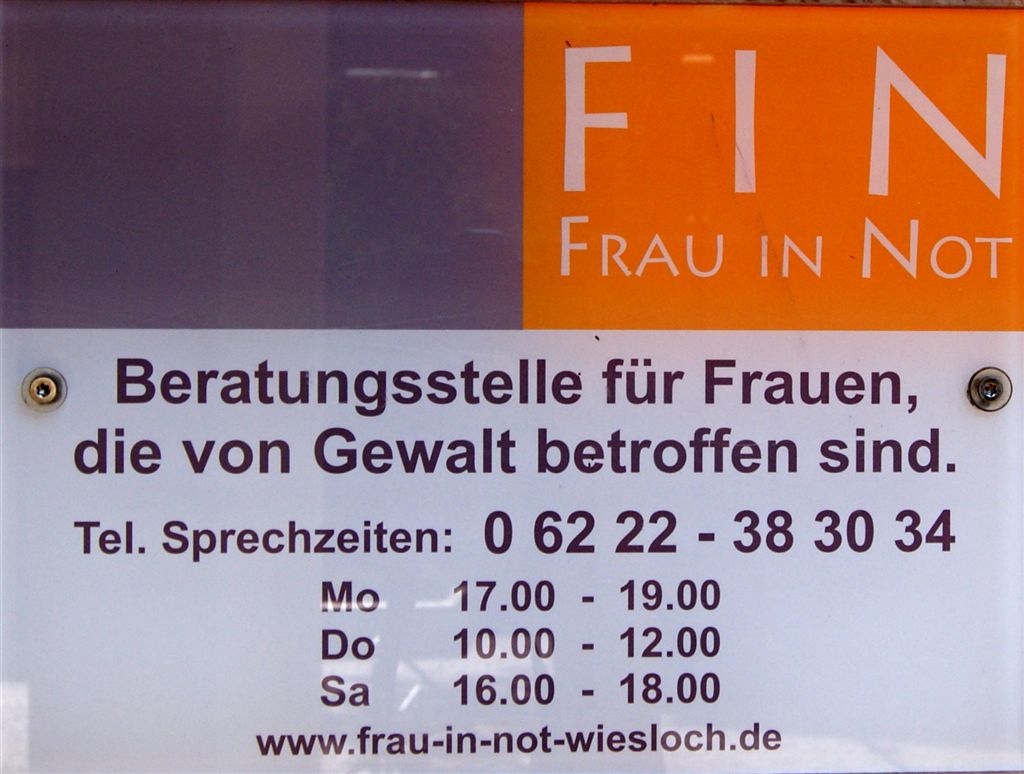 FIN
FRAU IN NOT
Beratungsstelle für Frauen,
die von Gewalt betroffen sind.
Tel. Sprechzeiten: 0 62 22 - 38 30 34
Mo 17.00 - 19.00
Do 10.00 - 12.00
Sa 16.00 - 18.00
www.frau-in-not-wiesloch.de